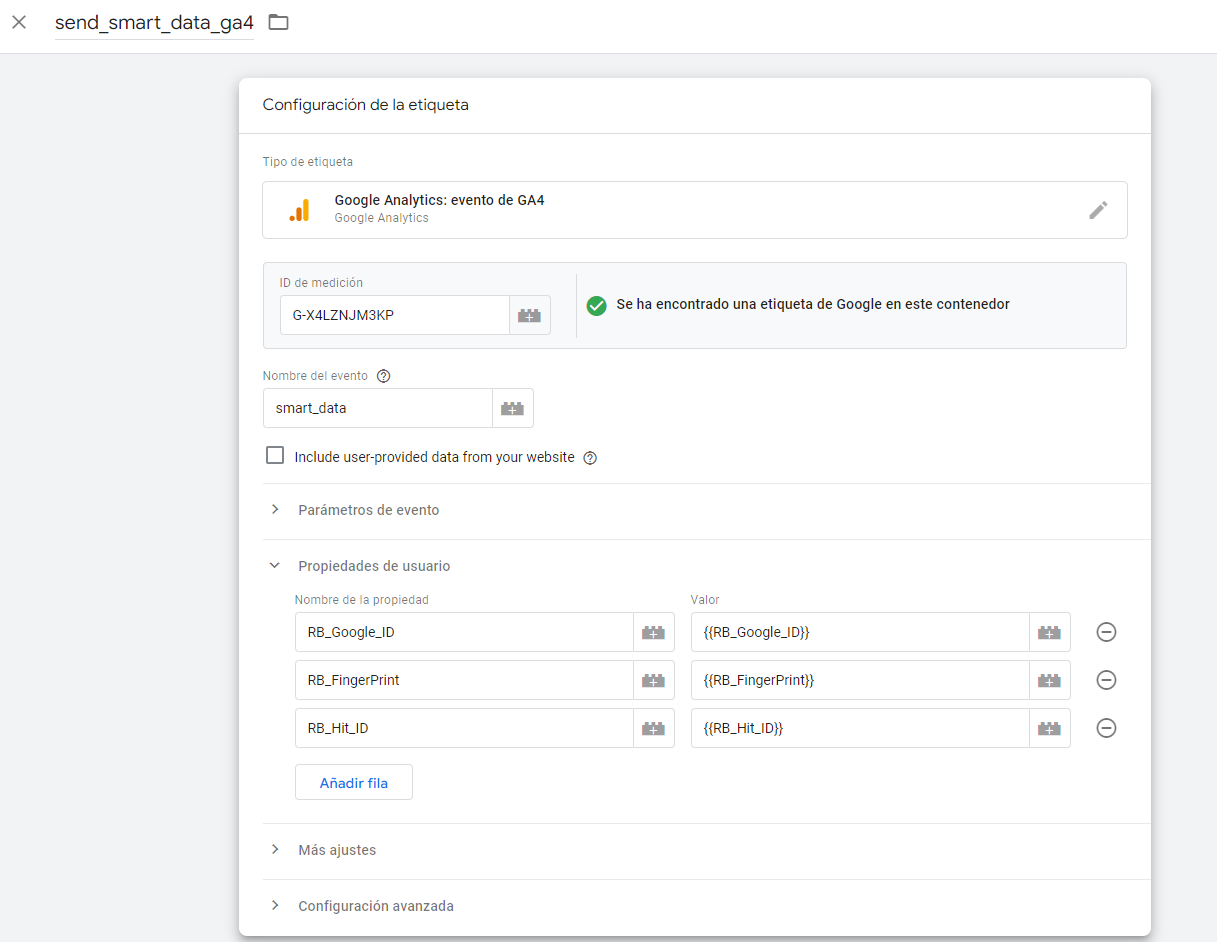 send_smart_data_ga4
Configuración de la etiqueta
Tipo de etiqueta
Google Analytics: evento de GA4
Google Analytics
ID de medición
G-X4LZNJM3KP
Se ha encontrado una etiqueta de Google en este contenedor
Nombre del evento
smart_data
Include user-provided data from your website
Parámetros de evento
Propiedades de usuario
Nombre de la propiedad Valor
RB_Google_ID {{RB_Google_ID}}
RB_FingerPrint {{RB_FingerPrint}}
RB_Hit_ID {{RB_Hit_ID}}
Añadir fila
Más ajustes
Configuración avanzada